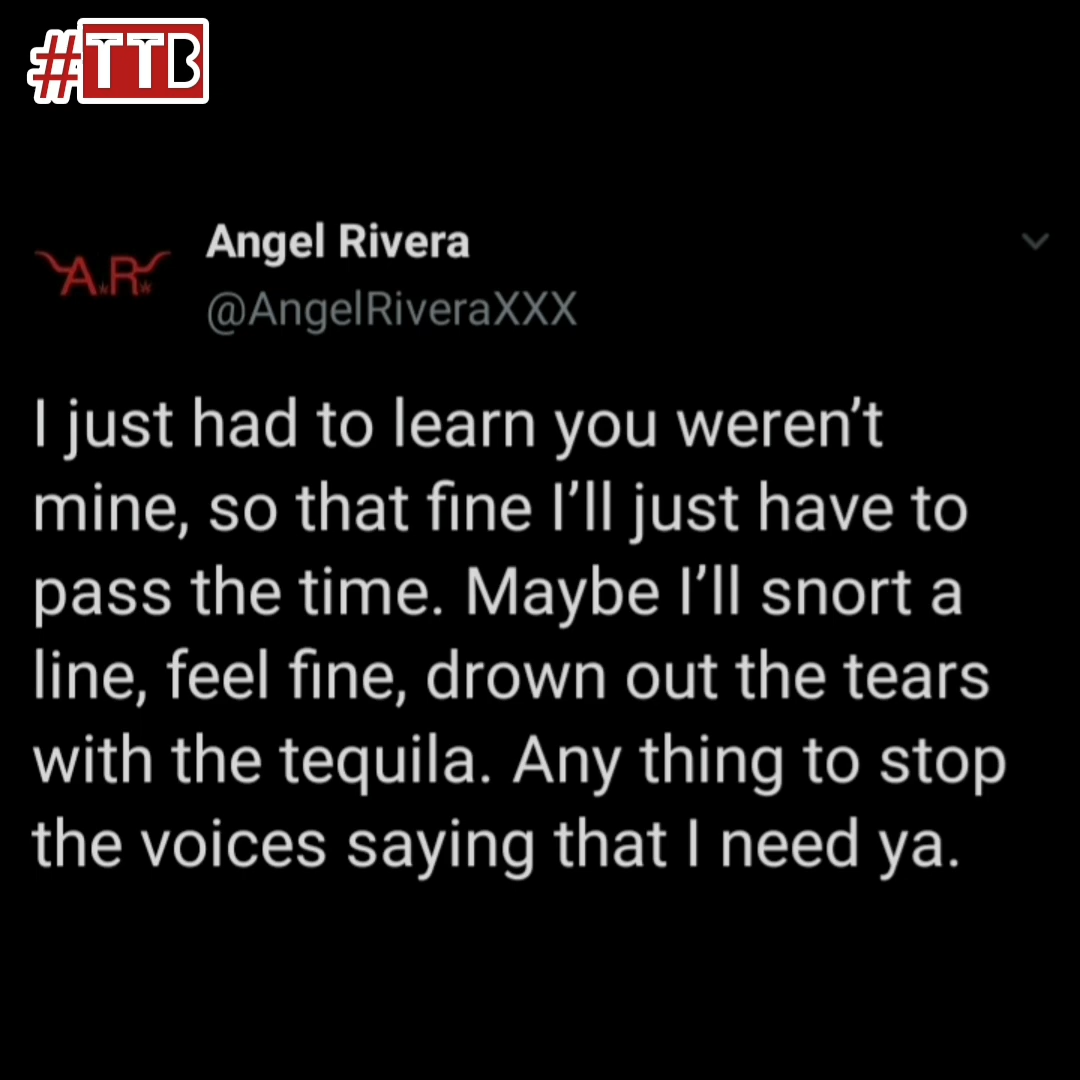 #TTB
Angel Rivera
A.R.
@AngelRiveraXXX
I just had to learn you weren’t
mine, so that fine I’ll just have to
pass the time. Maybe I’ll snort a
line, feel fine, drown out the tears
with the tequila. Any thing to stop
the voices saying that I need ya.